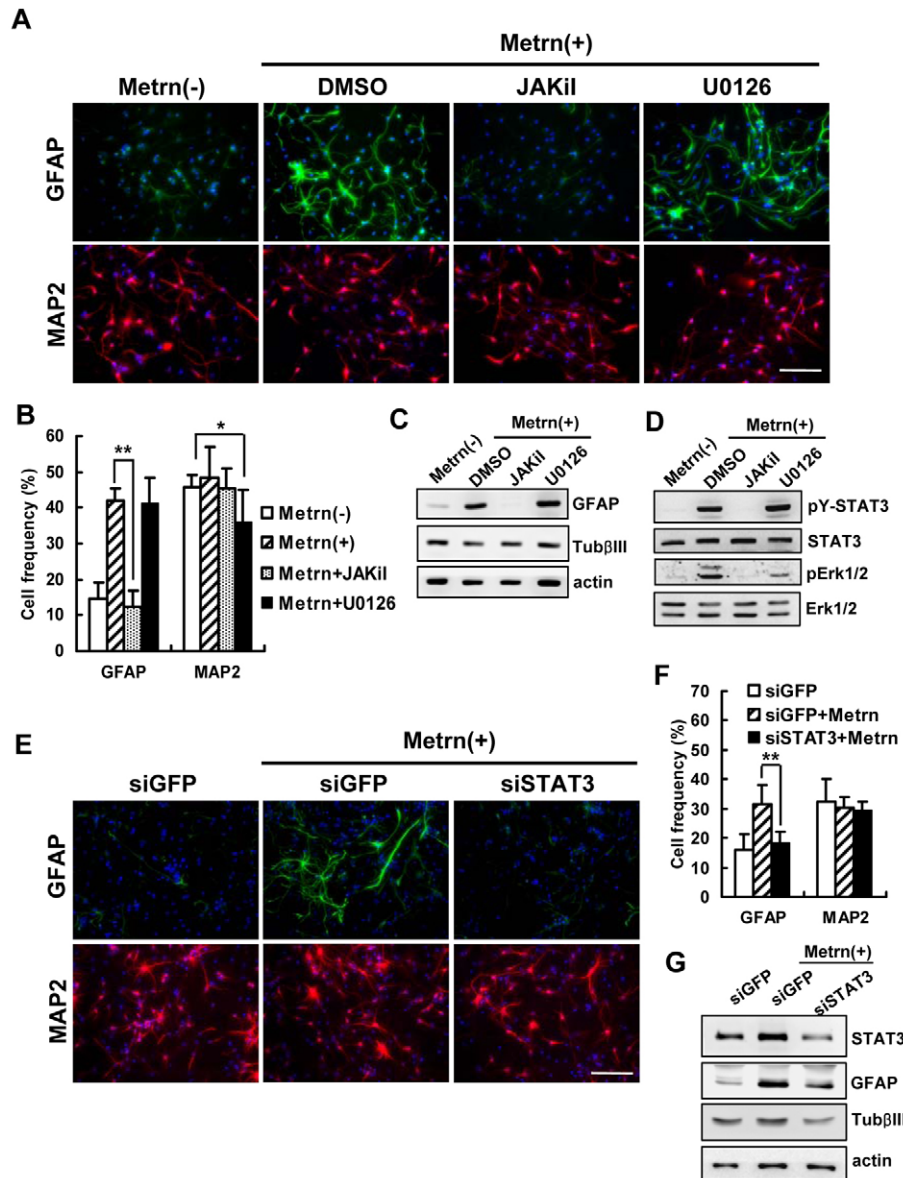 A
Metrn(+)
Metrn(-) DMSO JAKiI U0126
GFAP
MAP2
B
Cell frequency (%)
60
50
40
30
20
10
0
**
*
GFAP MAP2
Metrn(-)
Metrn(+)
Metrn+JAKiI
Metrn+U0126
C
Metrn(+)
Metrn(-) DMSO JAKiI U0126
GFAP
TubβIII
actin
D
Metrn(+)
Metrn(-) DMSO JAKiI U0126
pY-STAT3
STAT3
pErk1/2
Erk1/2
E
Metrn(+)
siGFP siGFP siSTAT3
GFAP
MAP2
F
Cell frequency (%)
70
60
50
40
30
20
10
0
siGFP
siGFP+Metrn
siSTAT3+Metrn
**
GFAP MAP2
G
Metrn(+)
siGFP siGFP siSTAT3
STAT3
GFAP
TubβIII
actin